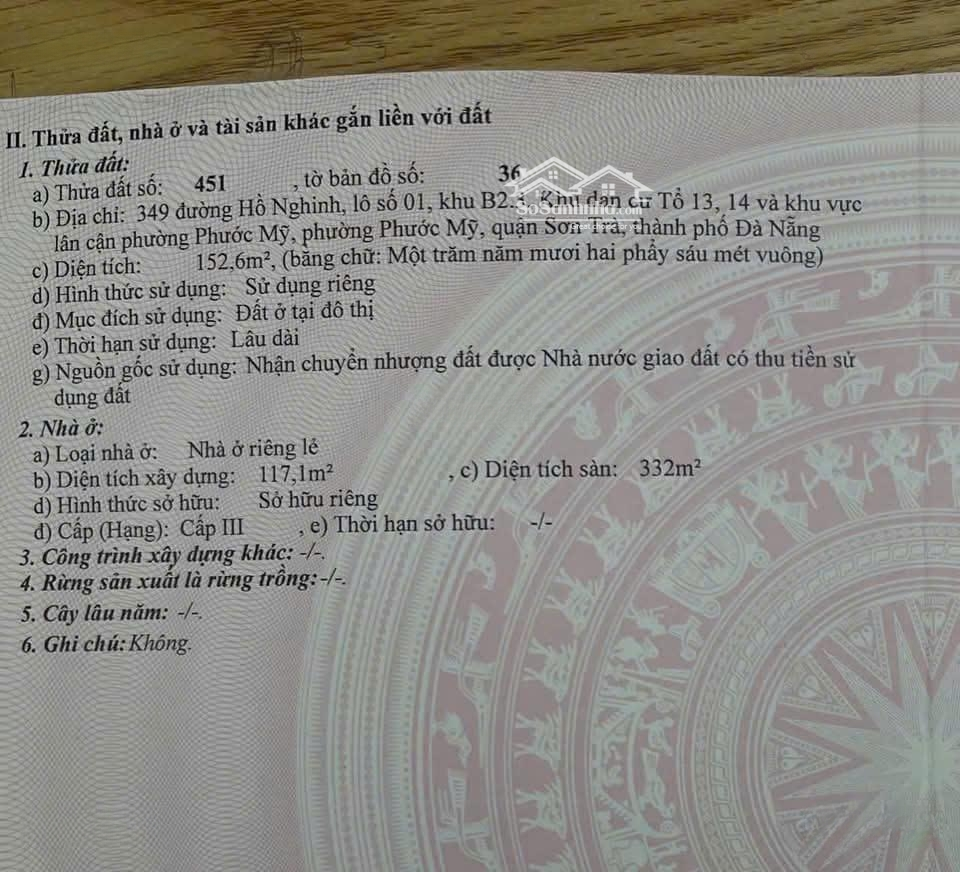 II. Thửa đất, nhà ở và tài sản khác gắn liền với đất
1. Thửa đất:
a) Thửa đất số: 451 , tờ bản đồ số: 36
b) Địa chỉ: 349 đường Hồ Nghinh, lô số 01, khu Khu dân cư Tổ 13, 14 và khu vực
lân cận phường Phước Mỹ, phường Phước Mỹ, quận Sơn Trà, thành phố Đà Nẵng
c) Diện tích: 152,6m², (bằng chữ: Một trăm năm mươi hai phẩy sáu mét vuông)
d) Hình thức sử dụng: Sử dụng riêng
đ) Mục đích sử dụng: Đất ở tại đô thị
e) Thời hạn sử dụng: Lâu dài
g) Nguồn gốc sử dụng: Nhận chuyển nhượng đất được Nhà nước giao đất có thu tiền sử
dụng đất
2. Nhà ở:
a) Loại nhà ở: Nhà ở riêng lẻ
b) Diện tích xây dựng: 117,1m² , c) Diện tích sàn: 332m²
d) Hình thức sở hữu: Sở hữu riêng
đ) Cấp (Hạng): Cấp III , e) Thời hạn sở hữu: -/-
3. Công trình xây dựng khác: -/-.
4. Rừng sản xuất là rừng trồng: -/-.
5. Cây lâu năm: -/-.
6. Ghi chú: Không.